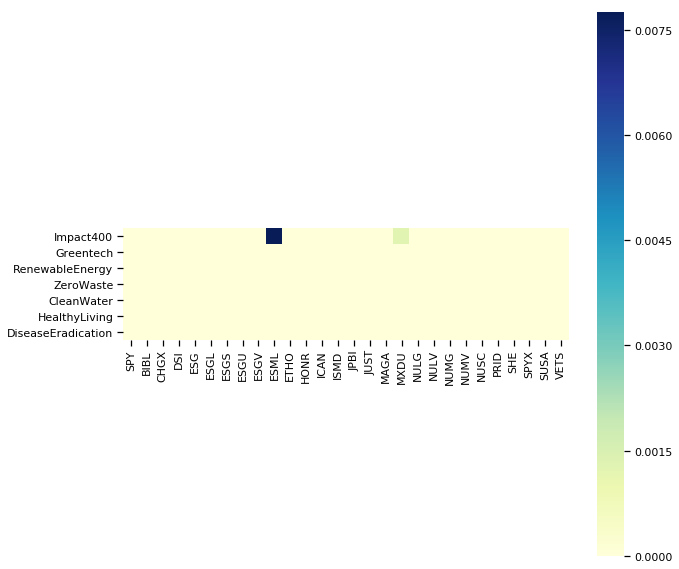 0.0075
0.0060
0.0045
0.0030
0.0015
0.0000
Impact400
Greentech
RenewableEnergy
ZeroWaste
CleanWater
HealthyLiving
DiseaseEradication
SPY
BIBL
CHGX
DSI
ESG
ESGL
ESGS
ESGU
ESGV
ESML
ETHO
HONR
ICAN
ISMD
JPBI
JUST
MAGA
MXDU
NULG
NULV
NUMG
NUMV
NUSC
PRID
SHE
SPYX
SUSA
VETS